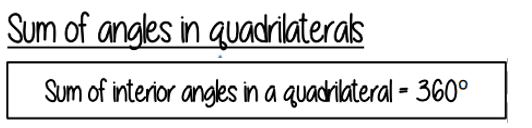 Sum of angles in quadrilaterals
Sum of interior angles in a quadrilateral = 360°